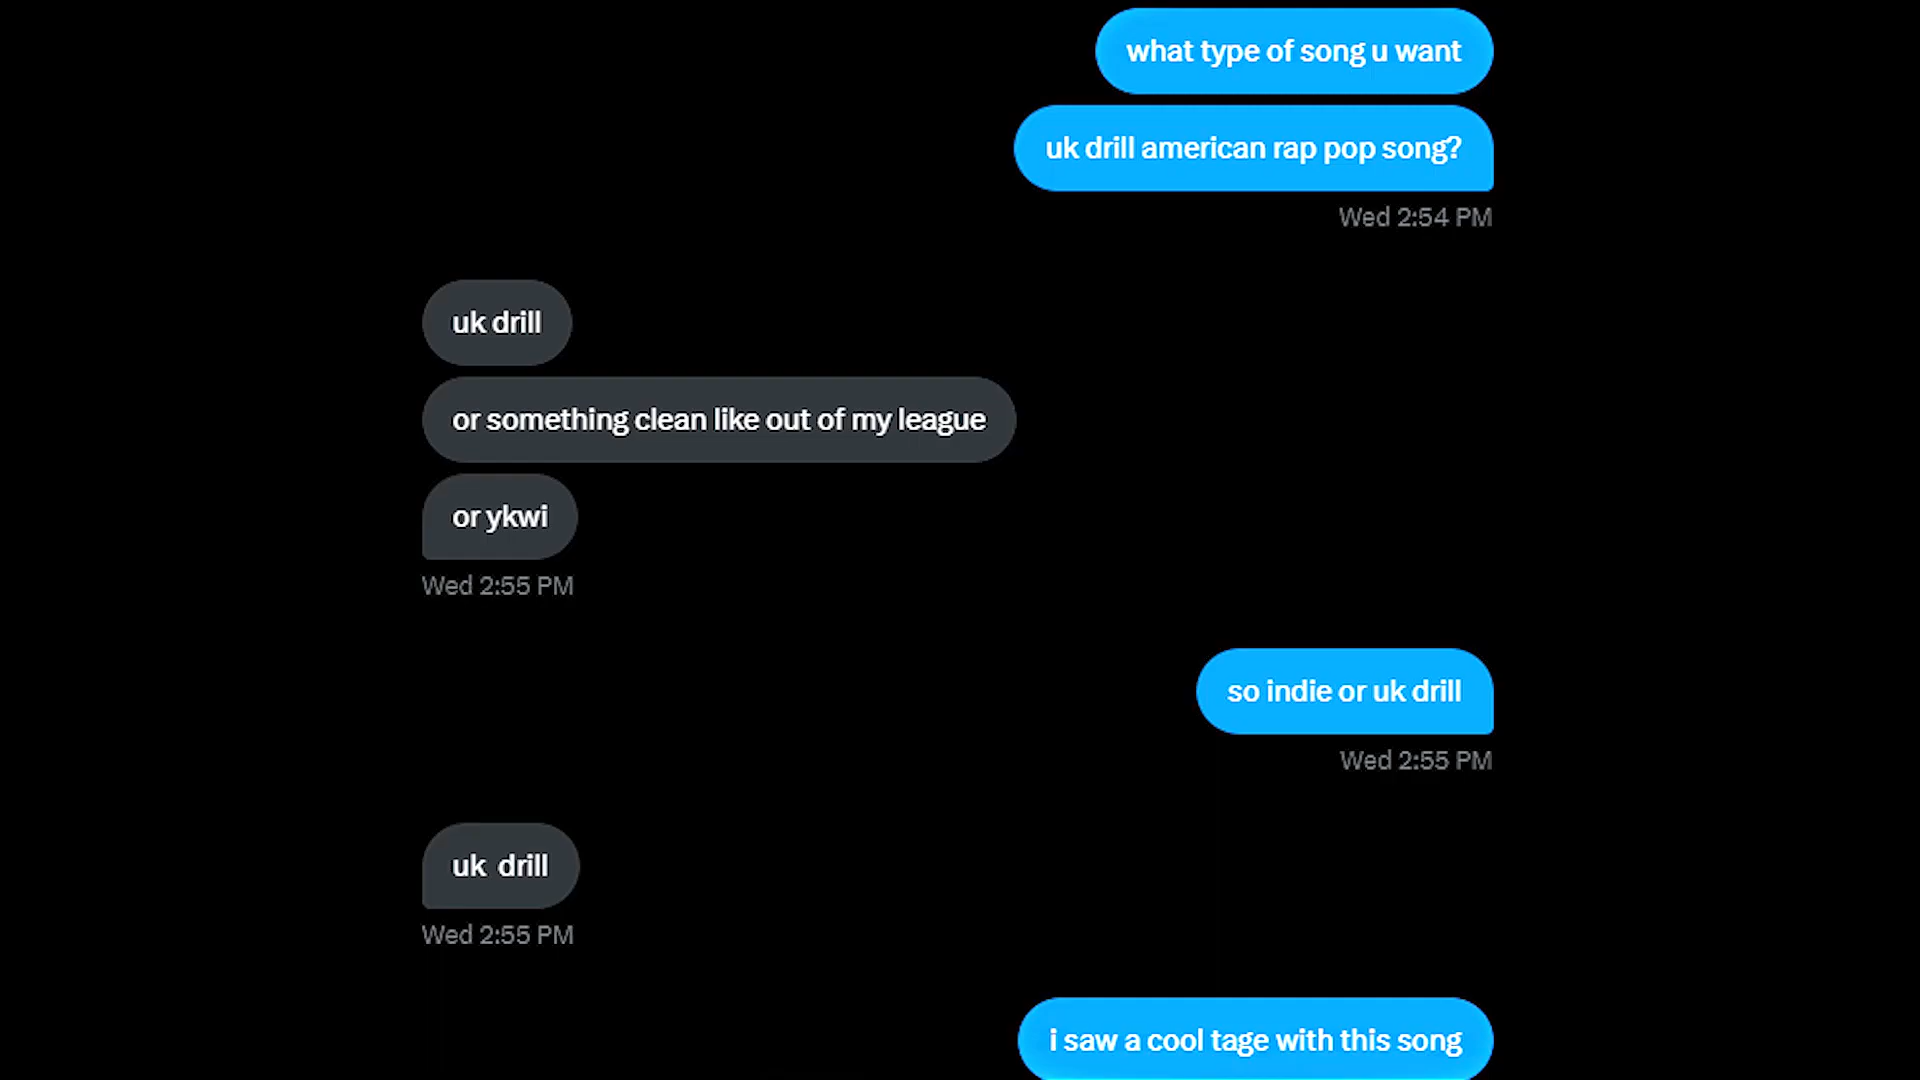 what type of song u want
uk drill american rap pop song?
Wed 2:54 PM
uk drill
or something clean like out of my league
or ykwi
Wed 2:55 PM
so indie or uk drill
Wed 2:55 PM
uk  drill
Wed 2:55 PM
i saw a cool tage with this song